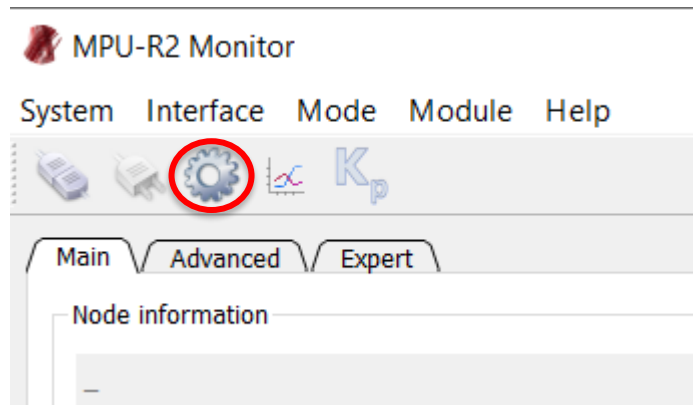 MPU-R2 Monitor
System Interface Mode Module Help
Kp
Main Advanced Expert
Node information
_